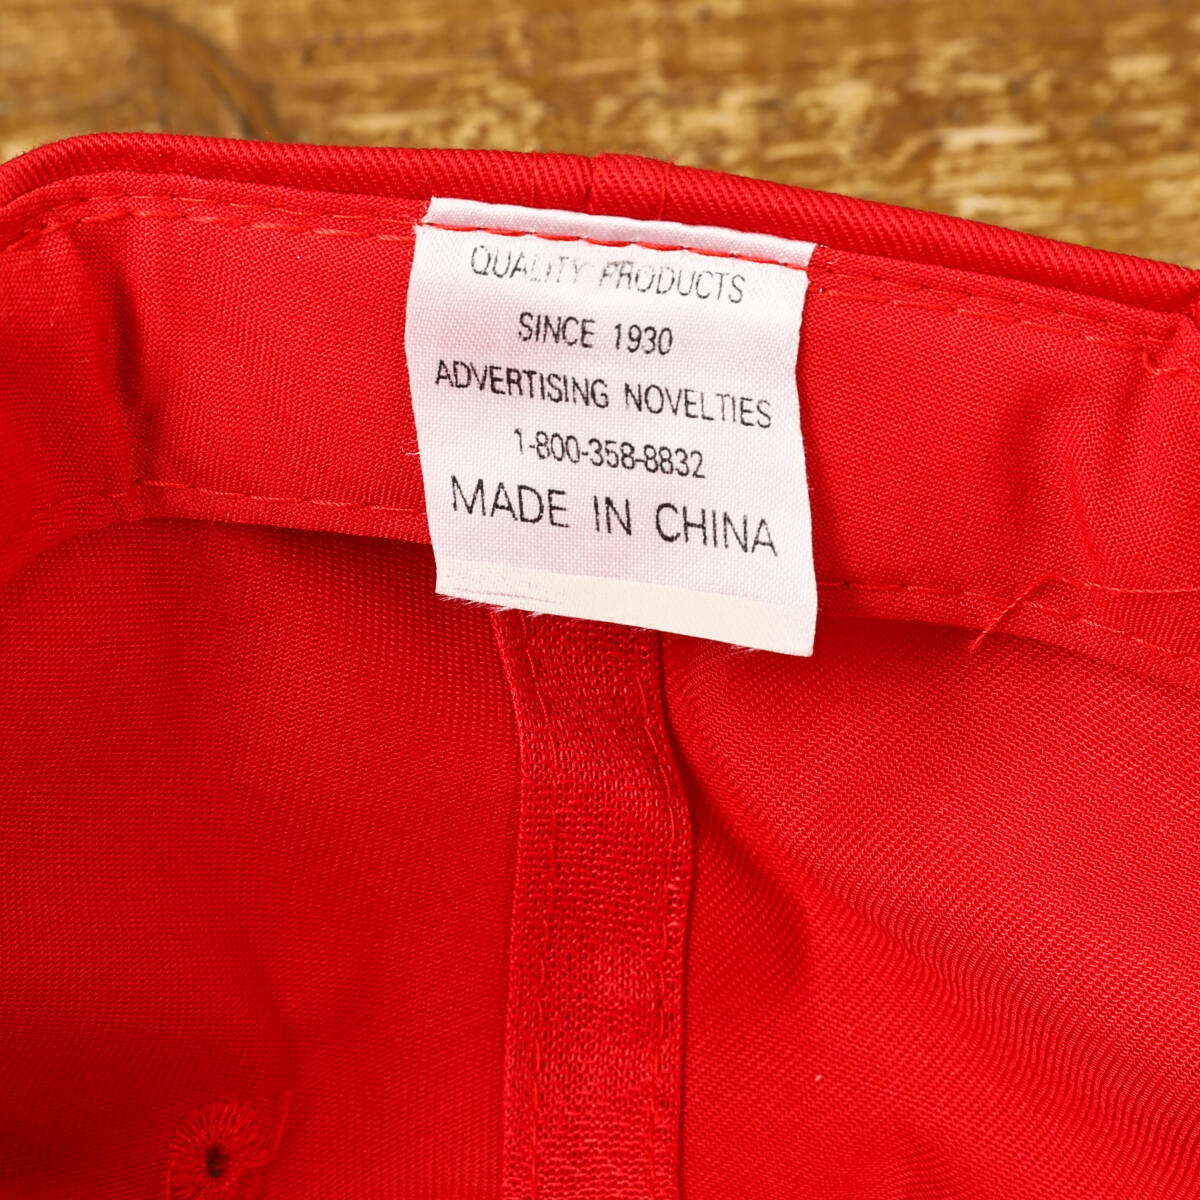 QUALITY PRODUCTS
SINCE 1930
ADVERTISING NOVELTIES
1-800-358-8832
MADE IN CHINA